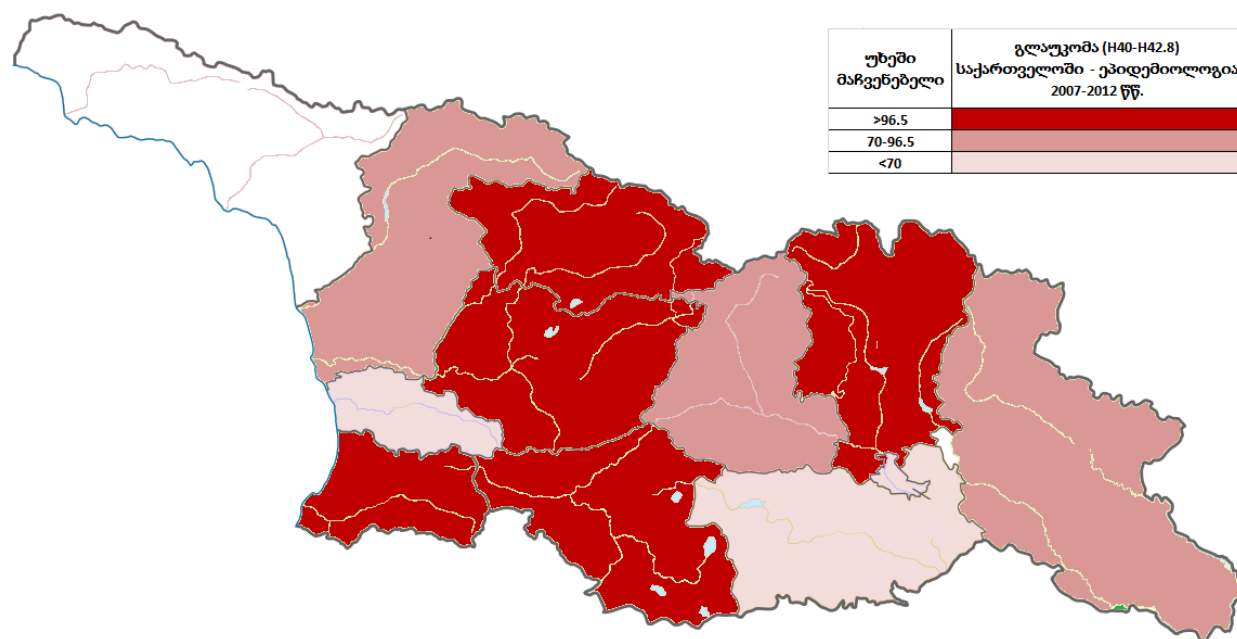 უხეში
მაჩვენებელი
გლაუკომა (H40-H42.8)
საქართველოში - ეპიდემიოლოგია
2007-2012 წწ.
>96.5
70-96.5
<70